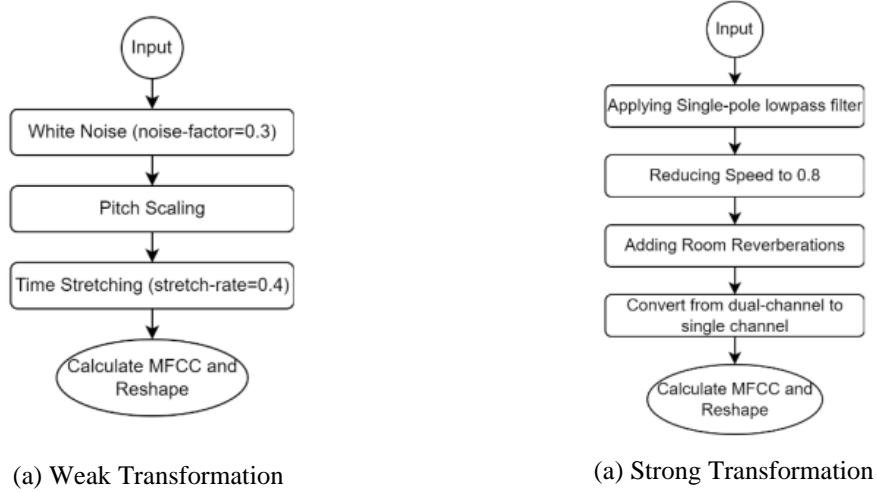 Input
White Noise (noise-factor=0.3)
Pitch Scaling
Time Stretching (stretch-rate=0.4)
Calculate MFCC and
Reshape
(a) Weak Transformation
Input
Applying Single-pole lowpass filter
Reducing Speed to 0.8
Adding Room Reverberations
Convert from dual-channel to
single channel
Calculate MFCC and
Reshape
(a) Strong Transformation